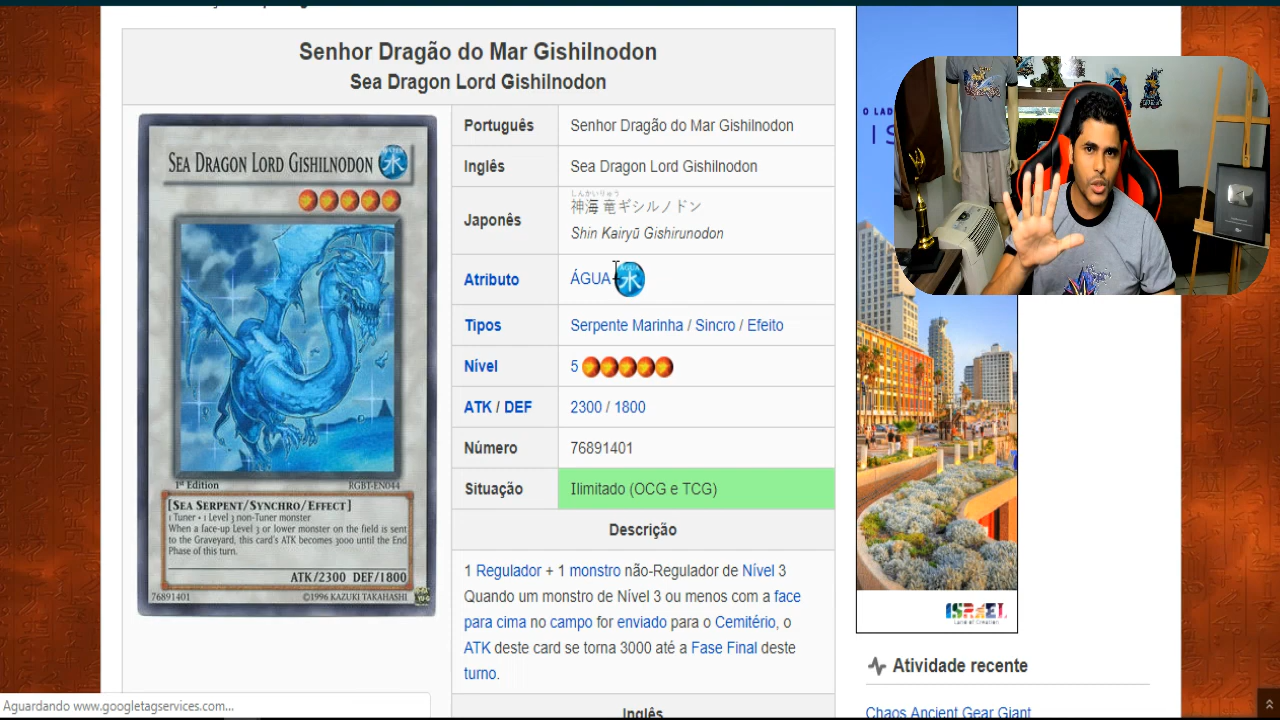 Senhor Dragão do Mar Gishilnodon
Sea Dragon Lord Gishilnodon
SEA DRAGON LORD GISHILNODON
WATER
水
1st Edition
RGBT-EN044
[SEA SERPENT/SYNCHRO/EFFECT]
1 Tuner + 1 Level 3 non-Tuner monster
When a face-up Level 3 or lower monster on the field is sent
to the Graveyard, this card's ATK becomes 3000 until the End
Phase of this turn.
ATK/2300 DEF/1800
76891401
©1996 KAZUKI TAKAHASHI
Português
Senhor Dragão do Mar Gishilnodon
Inglês
Sea Dragon Lord Gishilnodon
Japonês
しんかいりゅう
神海竜ギシルノドン
Shin Kairyū Gishirunodon
Atributo
ÁGUA
ÁGUA
水
Tipos
Serpente Marinha / Sincro / Efeito
Nível
5
ATK / DEF
2300 / 1800
Número
76891401
Situação
Ilimitado (OCG e TCG)
Descrição
1 Regulador + 1 monstro não-Regulador de Nível 3
Quando um monstro de Nível 3 ou menos com a face
para cima no campo for enviado para o Cemitério, o
ATK deste card se torna 3000 até a Fase Final deste
turno.
Inglês
O LAD
IS
ISRAEL
Land of Creation
Atividade recente
Chaos Ancient Gear Giant
Aguardando www.googletagservices.com...